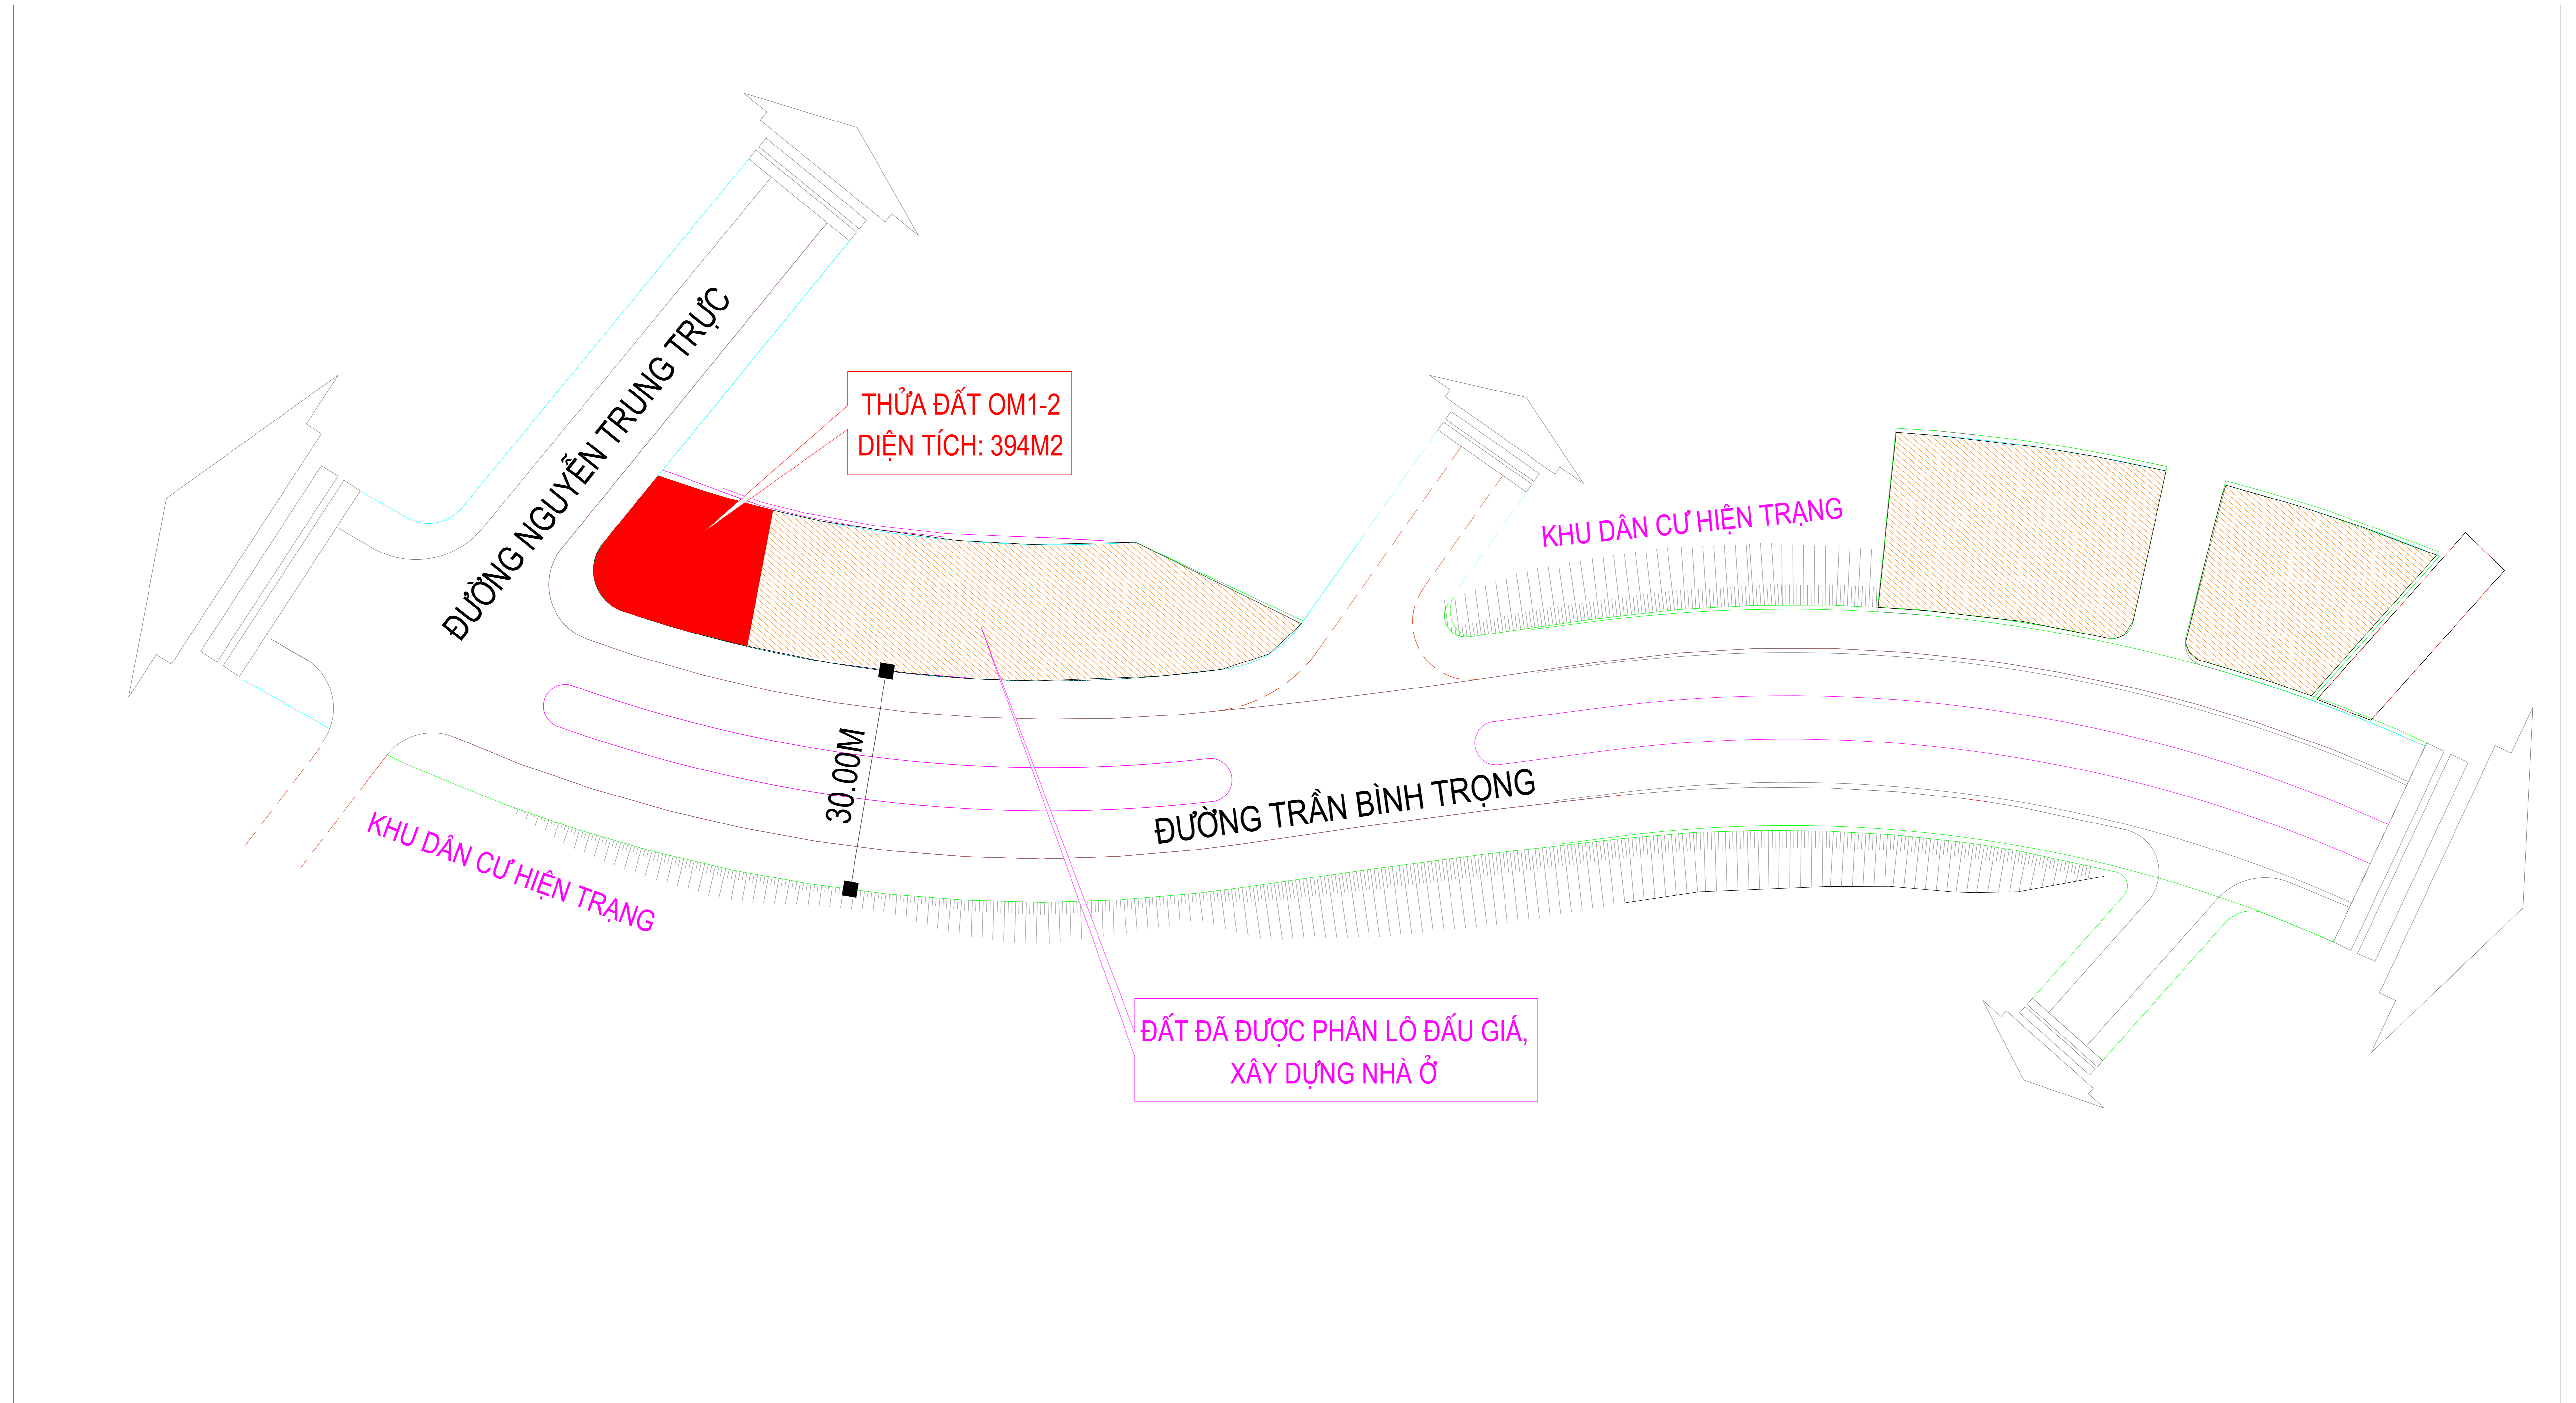 ĐƯỜNG NGUYỄN TRUNG TRỰC
THỬA ĐẤT OM1-2
DIỆN TÍCH: 394M2
KHU DÂN CƯ HIỆN TRẠNG
30.00M
ĐƯỜNG TRẦN BÌNH TRỌNG
KHU DÂN CƯ HIỆN TRẠNG
ĐẤT ĐÃ ĐƯỢC PHÂN LÔ ĐẤU GIÁ,
XÂY DỰNG NHÀ Ở